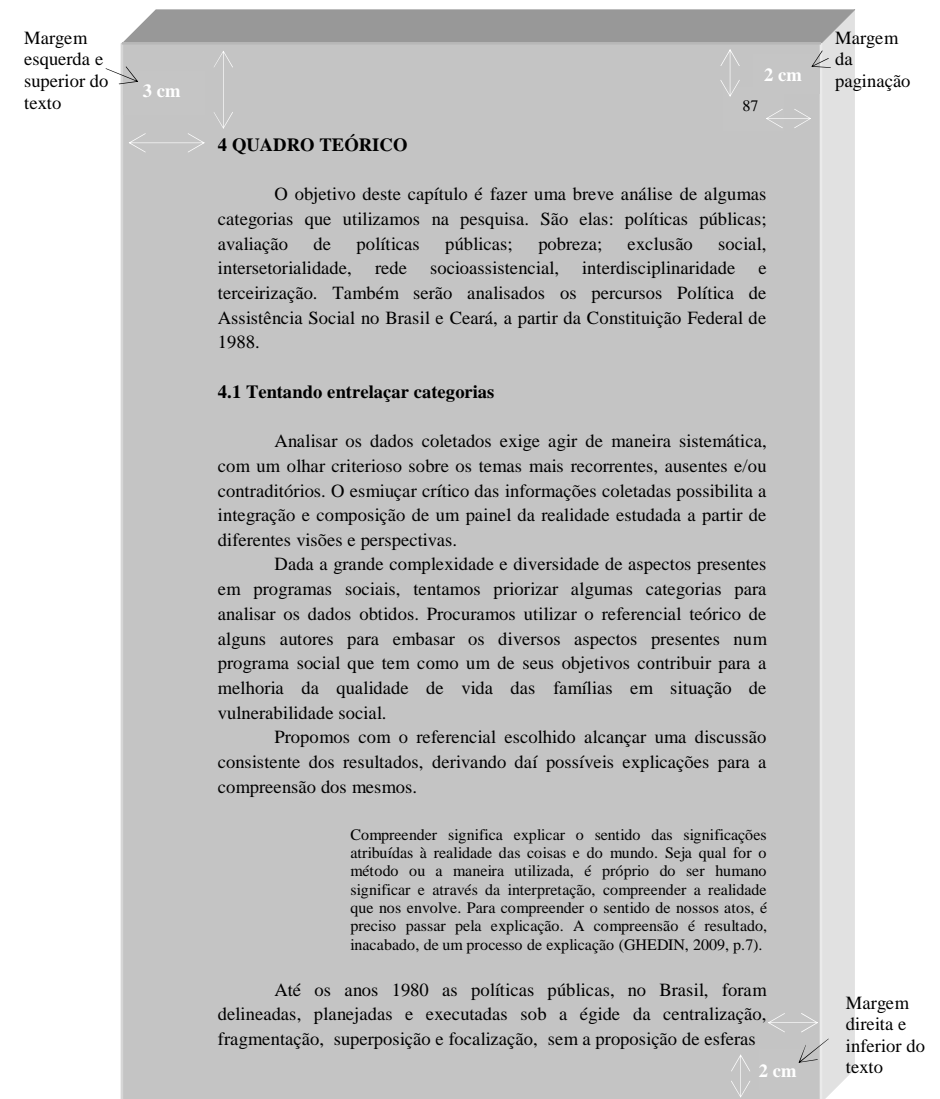 Margem
esquerda e
superior do
texto
3 cm
2 cm
Margem
da
paginação
87
4 QUADRO TEÓRICO
O objetivo deste capítulo é fazer uma breve análise de algumas
categorias que utilizamos na pesquisa. São elas: políticas públicas;
avaliação de políticas públicas; pobreza; exclusão social,
intersetorialidade, rede socioassistencial, interdisciplinaridade e
terceirização. Também serão analisados os percursos Política de
Assistência Social no Brasil e Ceará, a partir da Constituição Federal de
1988.
4.1 Tentando entrelaçar categorias
Analisar os dados coletados exige agir de maneira sistemática,
com um olhar criterioso sobre os temas mais recorrentes, ausentes e/ou
contraditórios. O esmiuçar crítico das informações coletadas possibilita a
integração e composição de um painel da realidade estudada a partir de
diferentes visões e perspectivas.
Dada a grande complexidade e diversidade de aspectos presentes
em programas sociais, tentamos priorizar algumas categorias para
analisar os dados obtidos. Procuramos utilizar o referencial teórico de
alguns autores para embasar os diversos aspectos presentes num
programa social que tem como um de seus objetivos contribuir para a
melhoria da qualidade de vida das famílias em situação de
vulnerabilidade social.
Propomos com o referencial escolhido alcançar uma discussão
consistente dos resultados, derivando daí possíveis explicações para a
compreensão dos mesmos.
Compreender significa explicar o sentido das significações
atribuídas à realidade das coisas e do mundo. Seja qual for o
método ou a maneira utilizada, é próprio do ser humano
significar e através da interpretação, compreender a realidade
que nos envolve. Para compreender o sentido de nossos atos, é
preciso passar pela explicação. A compreensão é resultado,
inacabado, de um processo de explicação (GHEDIN, 2009, p.7).
Até os anos 1980 as políticas públicas, no Brasil, foram
delineadas, planejadas e executadas sob a égide da centralização,
fragmentação, superposição e focalização, sem a proposição de esferas
Margem
direita e
inferior do
texto
2 cm